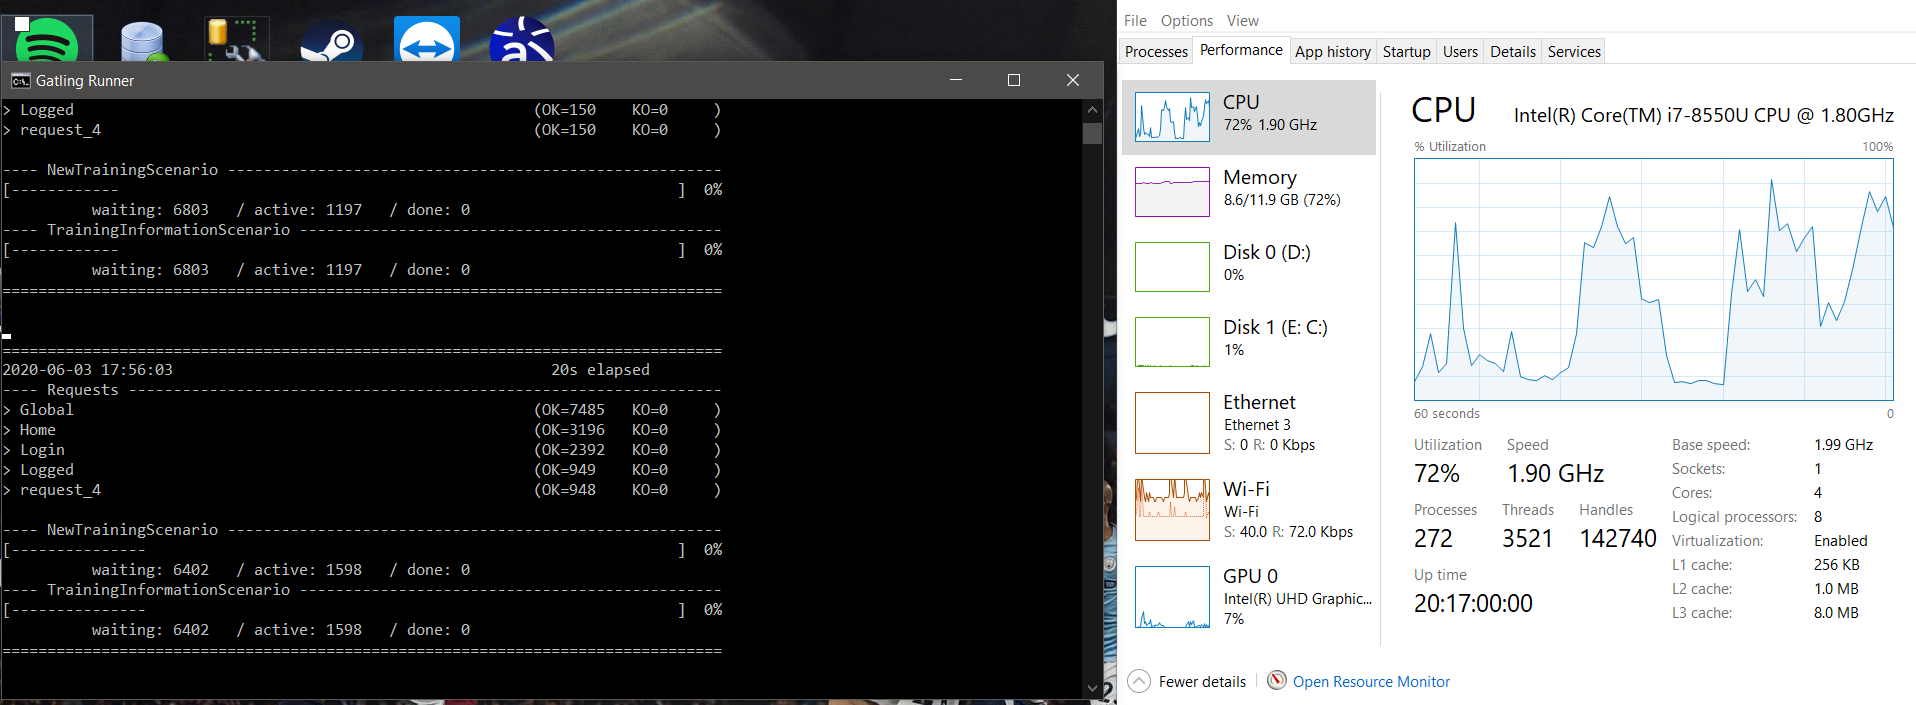 Gatling Runner
> Logged (OK=150 KO=0 )
> request_4 (OK=150 KO=0 )
---- NewTrainingScenario -------------------------------------------------------
[------------ ] 0%
waiting: 6803 / active: 1197 / done: 0
---- TrainingInformationScenario -----------------------------------------------
[------------ ] 0%
waiting: 6803 / active: 1197 / done: 0
================================================================================
================================================================================
2020-06-03 17:56:03 20s elapsed
---- Requests ------------------------------------------------------------------
> Global (OK=7485 KO=0 )
> Home (OK=3196 KO=0 )
> Login (OK=2392 KO=0 )
> Logged (OK=949 KO=0 )
> request_4 (OK=948 KO=0 )
---- NewTrainingScenario -------------------------------------------------------
[--------------- ] 0%
waiting: 6402 / active: 1598 / done: 0
---- TrainingInformationScenario -----------------------------------------------
[--------------- ] 0%
waiting: 6402 / active: 1598 / done: 0
================================================================================
File Options View
Processes Performance App history Startup Users Details Services
CPU
72% 1.90 GHz
Memory
8.6/11.9 GB (72%)
Disk 0 (D:)
0%
Disk 1 (E: C:)
1%
Ethernet
Ethernet 3
S: 0 R: 0 Kbps
Wi-Fi
Wi-Fi
S: 40.0 R: 72.0 Kbps
GPU 0
Intel(R) UHD Graphic...
7%
CPU Intel(R) Core(TM) i7-8550U CPU @ 1.80GHz
% Utilization 100%
60 seconds 0
Utilization Speed
72% 1.90 GHz
Processes Threads Handles
272 3521 142740
Up time
20:17:00:00
Base speed: 1.99 GHz
Sockets: 1
Cores: 4
Logical processors: 8
Virtualization: Enabled
L1 cache: 256 KB
L2 cache: 1.0 MB
L3 cache: 8.0 MB
Fewer details Open Resource Monitor